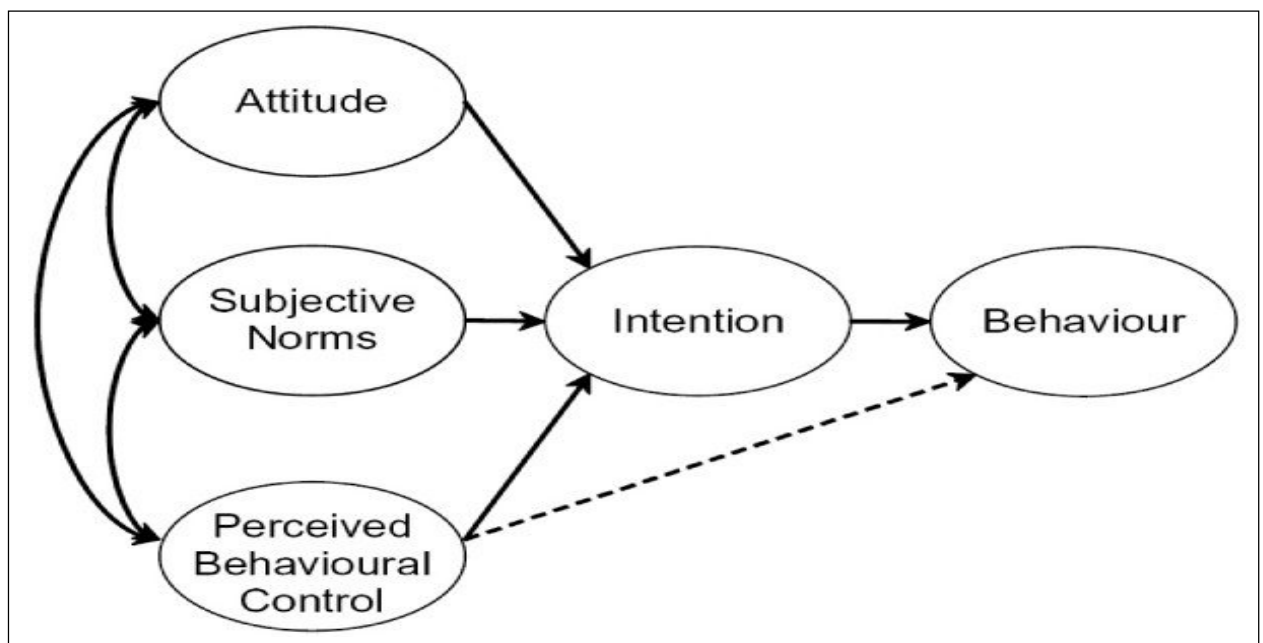 Attitude
Subjective
Norms
Intention
Behaviour
Perceived
Behavioural
Control